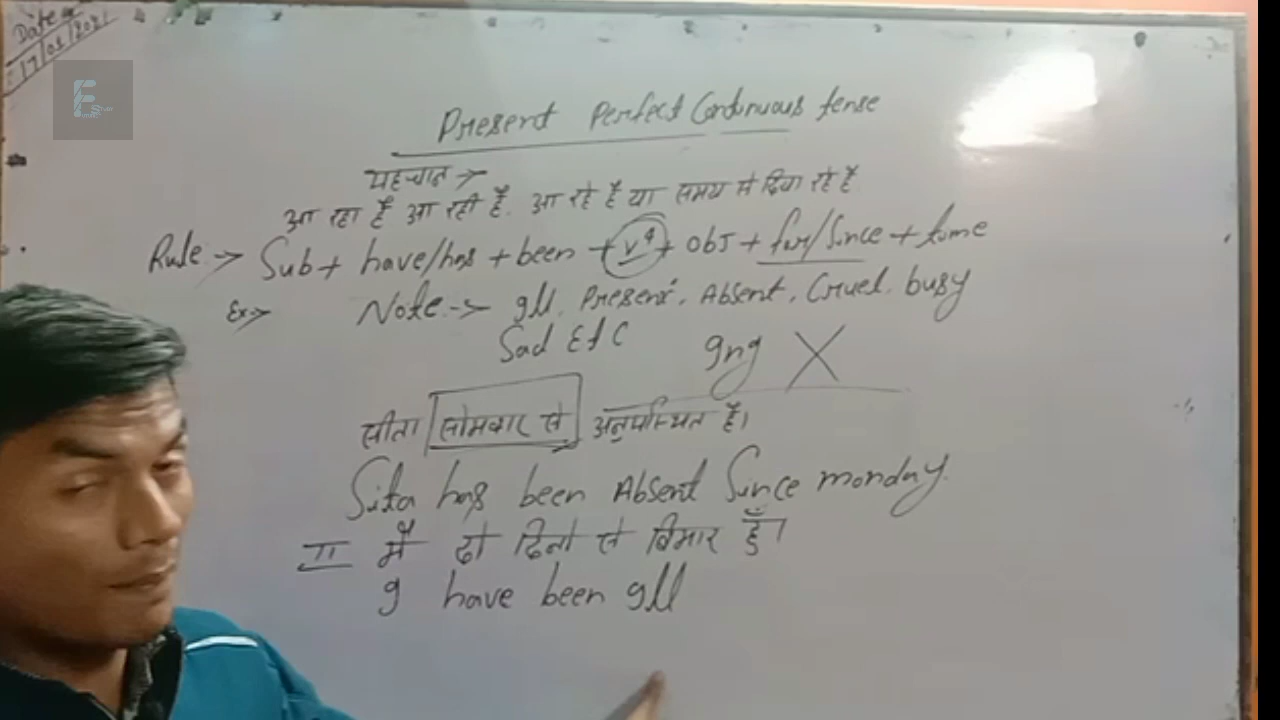 Date
17/01/2021
Present Perfect Continuous tense
पहचान →
आ रहा है आ रही है. आ रहे है या समय से दिया रहे है
Rule → Sub + have/has + been + v⁴ + obj + for/Since + time
Ex→ Note → Ill, Present, Absent, Cruel, busy
Sad Etc Ing X
सीता सोमवार से अनुपस्थित है।
Sita has been Absent Since monday.
II मैं दो दिनो से बिमार हूँ।
I have been Ill